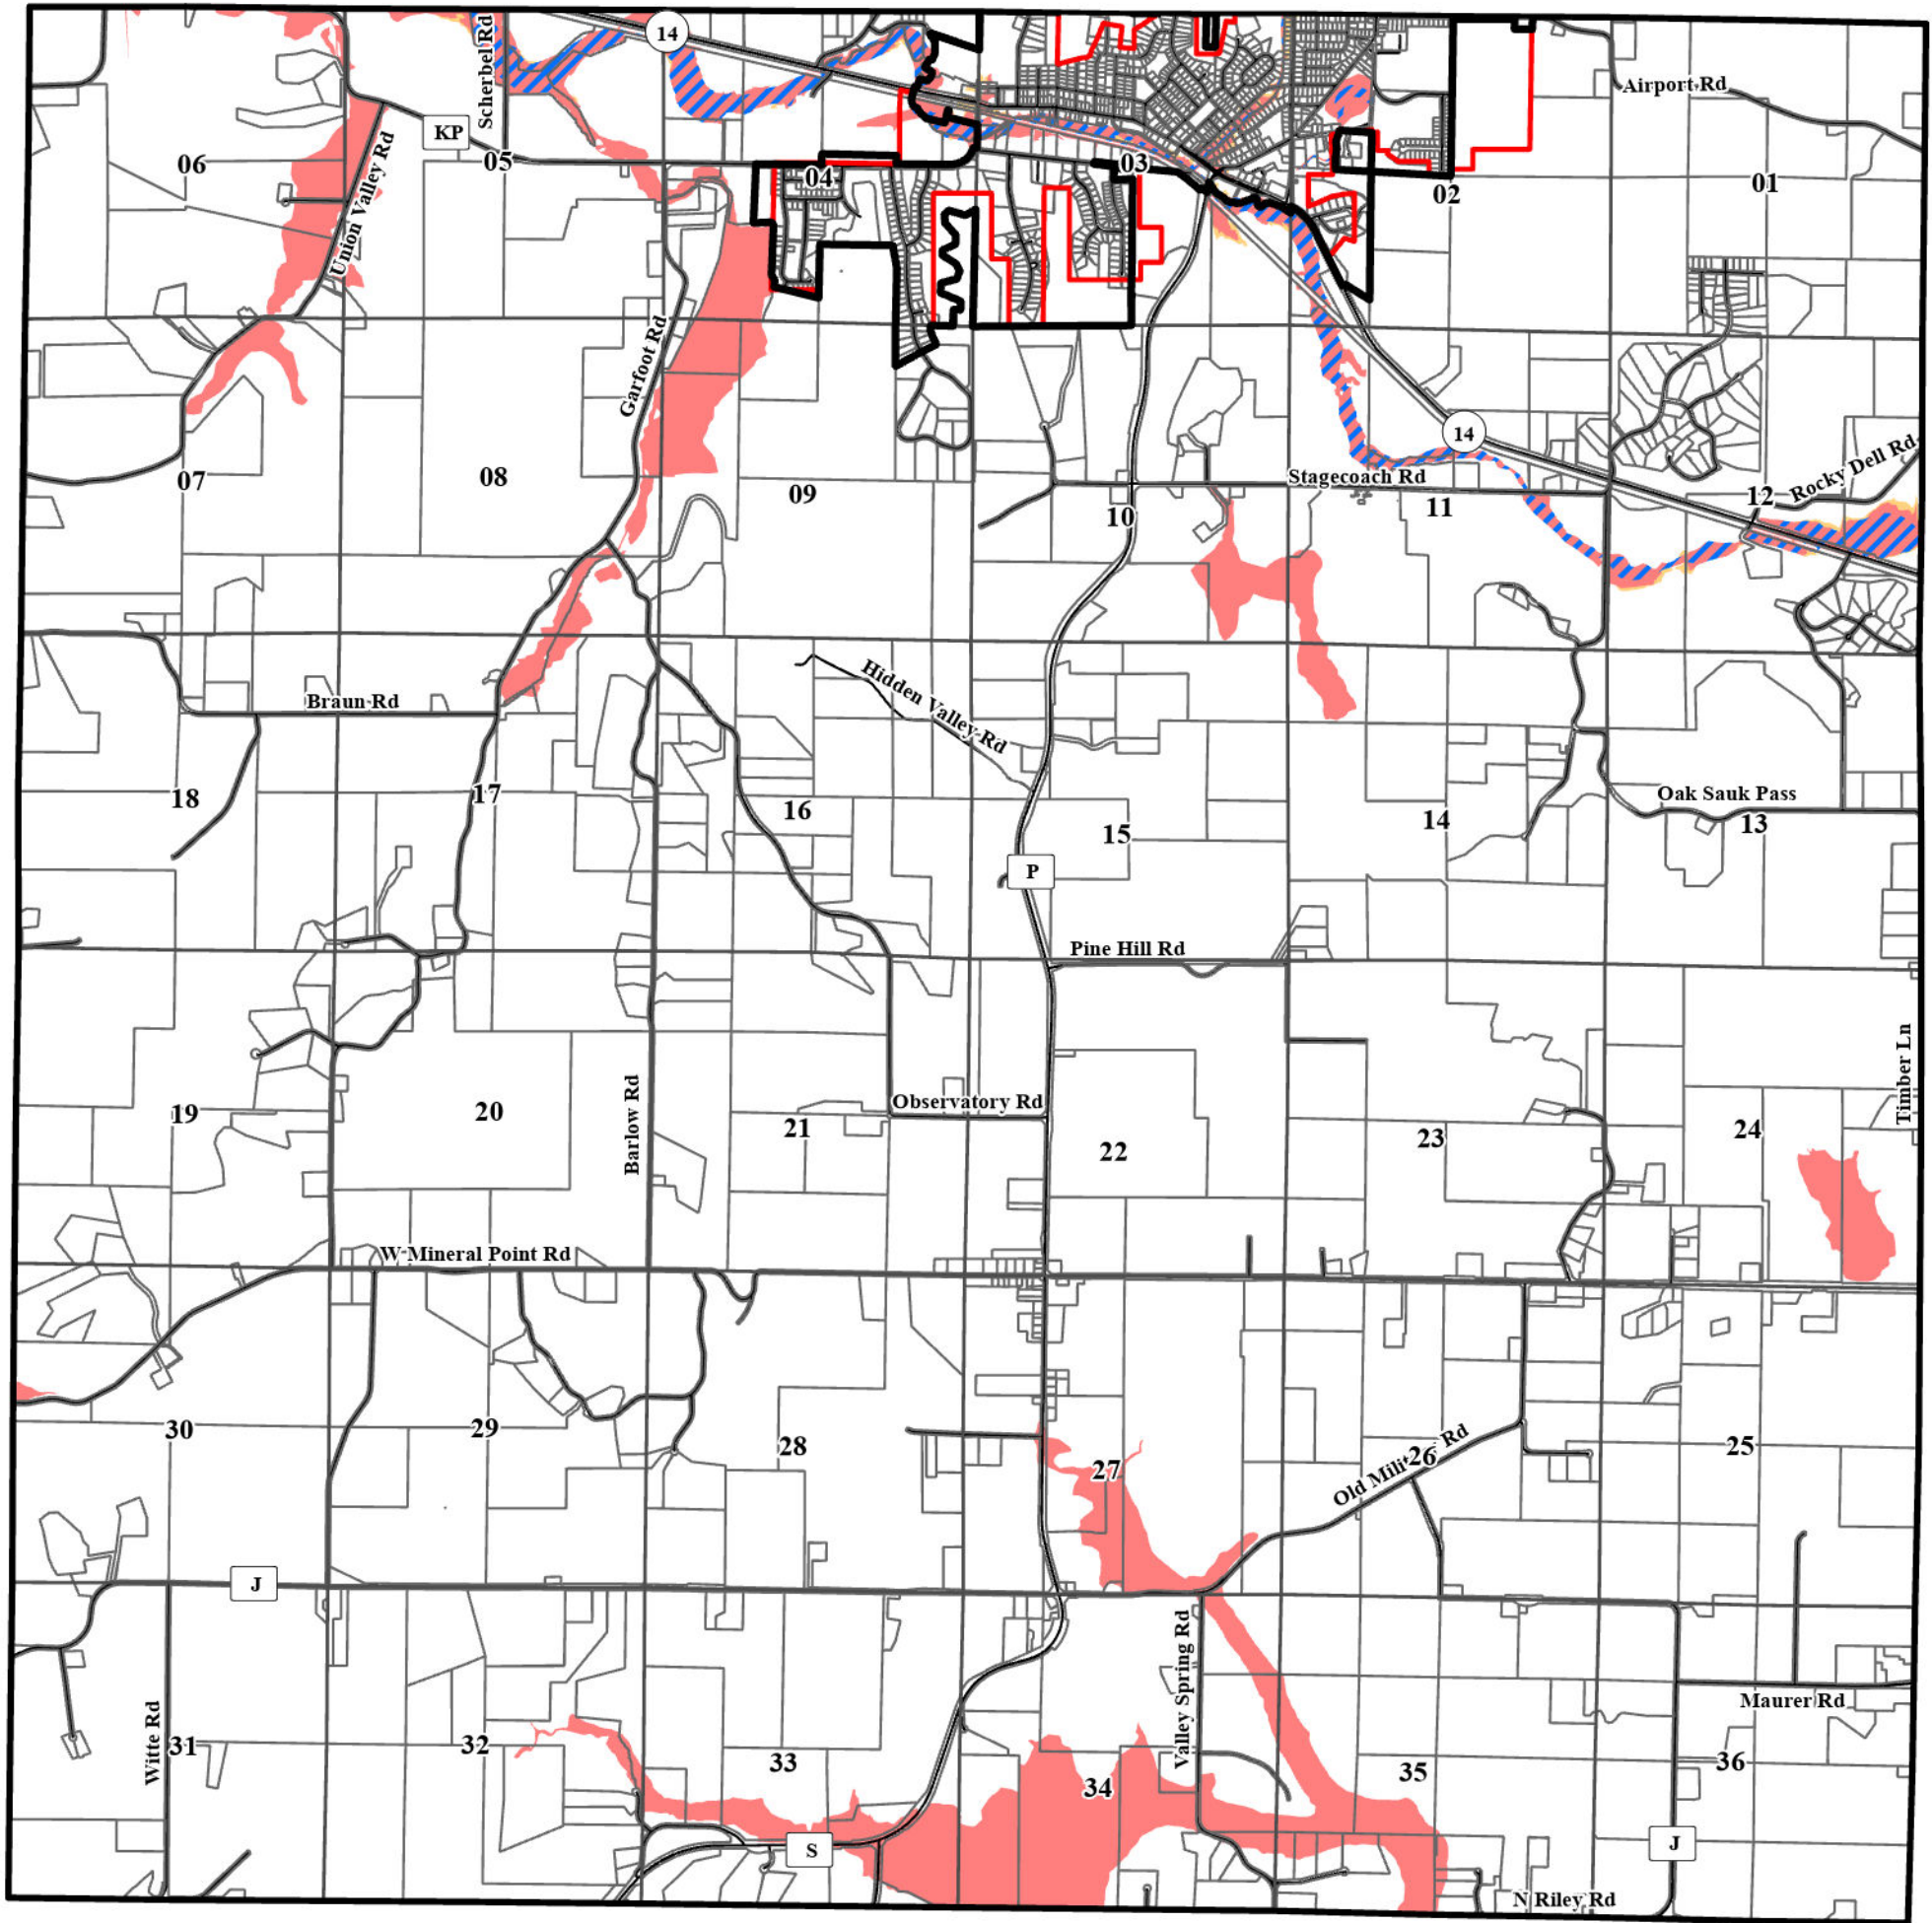 14
Scherbel Rd
Airport Rd
KP
Union Valley Rd
06
05
04
03
02
01
Garfoot Rd
14
07
08
09
10
Stagecoach Rd
11
12
Rocky Dell Rd
Braun Rd
Hidden Valley Rd
18
17
16
15
14
Oak Sauk Pass
13
P
Pine Hill Rd
Timber Ln
Barlow Rd
Observatory Rd
19
20
21
22
23
24
W Mineral Point Rd
30
29
28
27
Old Mili 26 Rd
25
J
Witte Rd
Valley Spring Rd
Maurer Rd
31
32
33
34
35
36
S
J
N Riley Rd